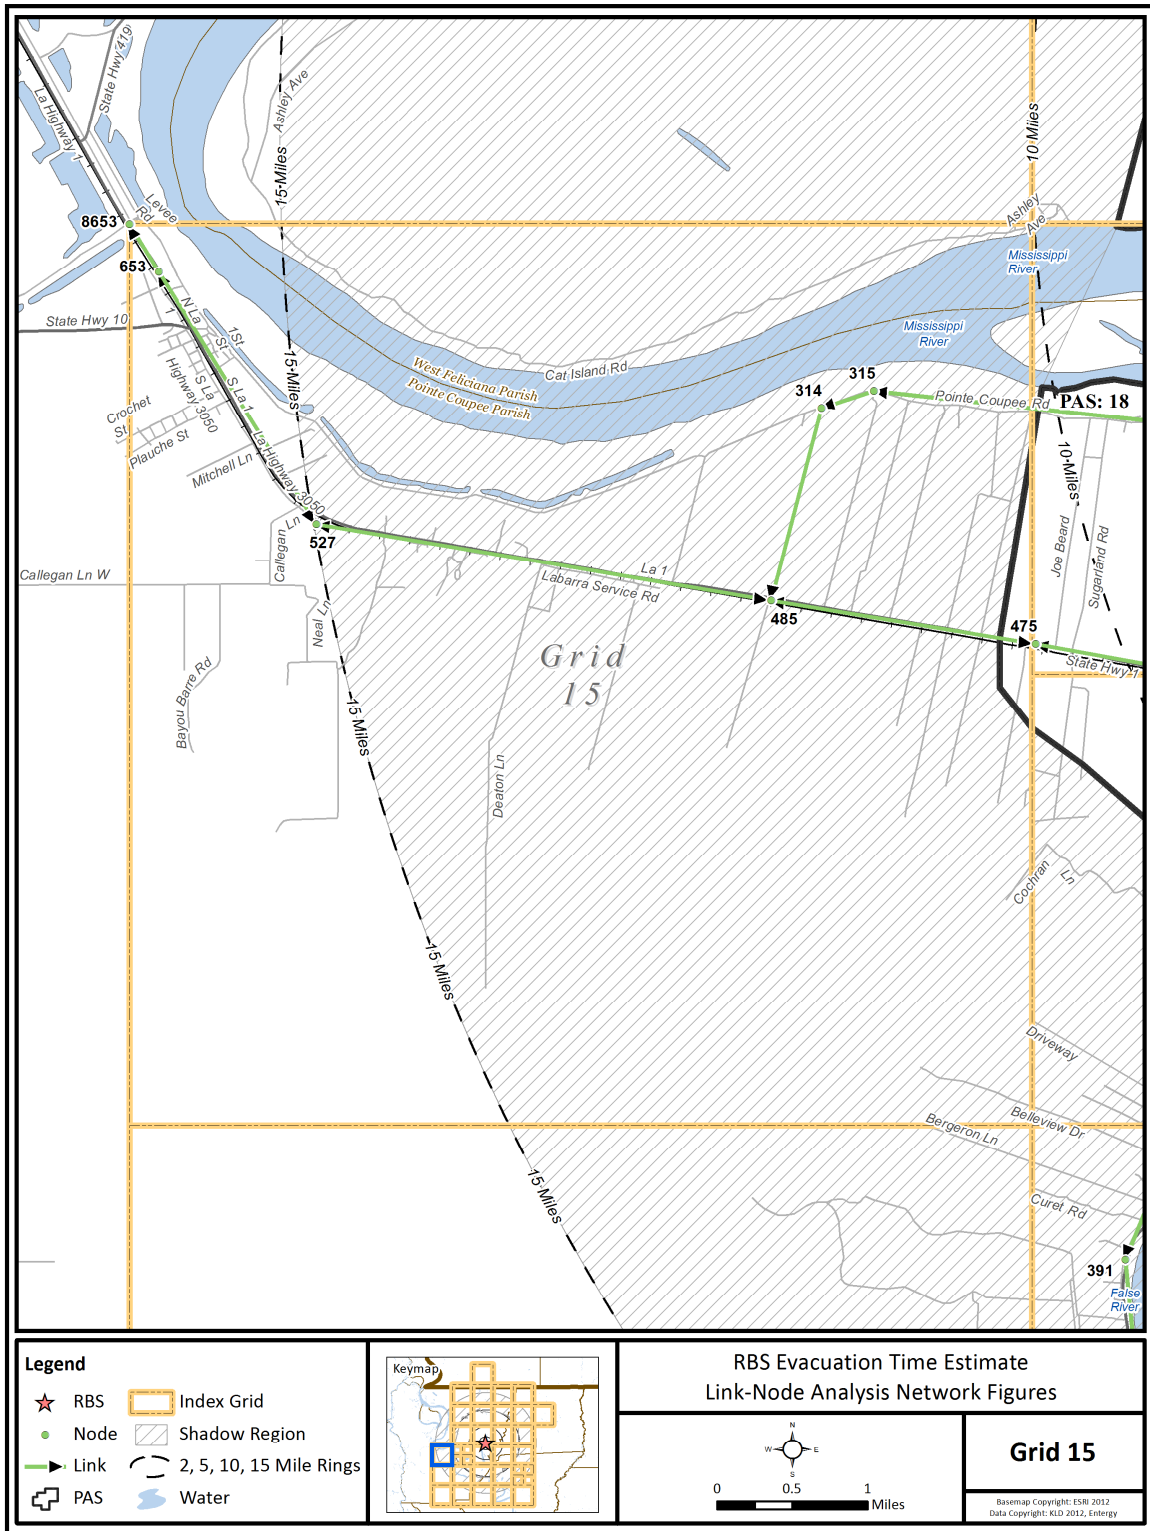 State Hwy 419
La Highway 1
Ashley Ave
15 Miles
10 Miles
8653
Levee Rd
Ashley Ave
Mississippi River
653
N La 1
State Hwy 10
1 St
St
Mississippi River
15 Miles
West Feliciana Parish
Pointe Coupee Parish
Cat Island Rd
315
314
Pointe Coupee Rd
PAS: 18
Highway 3050
S La
S La 1
Crochet St
Plauche St
Mitchell Ln
La Highway 3050
10 Miles
527
Callegan Ln
Callegan Ln W
La 1
Labarra Service Rd
485
Joe Beard
Sugarland Rd
475
State Hwy 1
Neal Ln
Grid
15
Bayou Barre Rd
15 Miles
Deaton Ln
Cochran Ln
15 Miles
Driveway
Belleview Dr
Bergeron Ln
15 Miles
Curet Rd
391
False River
Legend
RBS
Index Grid
Node
Shadow Region
Link
2, 5, 10, 15 Mile Rings
PAS
Water
Keymap
RBS Evacuation Time Estimate
Link-Node Analysis Network Figures
N
W
E
S
0
0.5
1
Miles
Grid 15
Basemap Copyright: ESRI 2012
Data Copyright: KLD 2012, Entergy